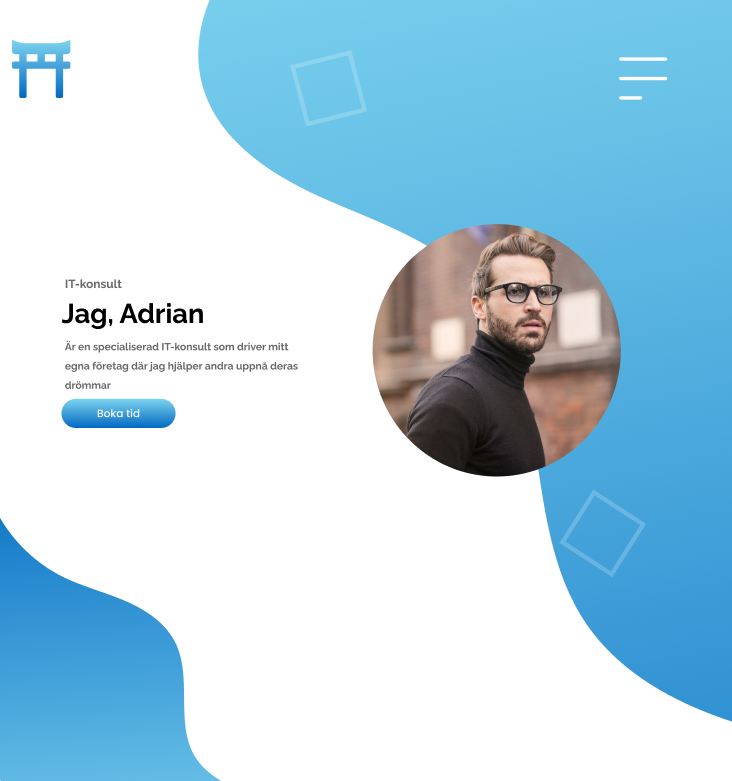 IT-konsult
Jag, Adrian
Är en specialiserad IT-konsult som driver mitt
egna företag där jag hjälper andra uppnå deras
drömmar
Boka tid